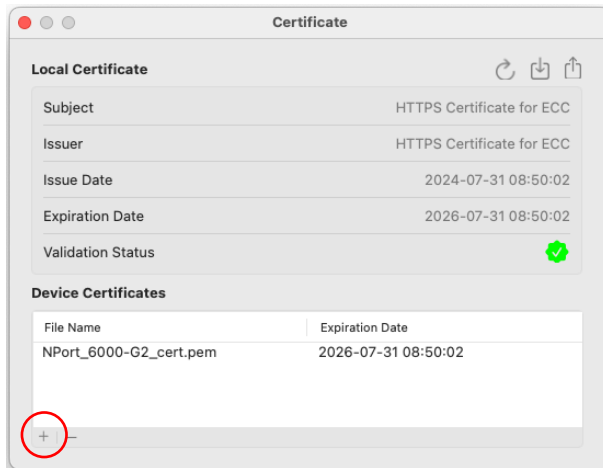 Certificate
Local Certificate
Subject HTTPS Certificate for ECC
Issuer HTTPS Certificate for ECC
Issue Date 2024-07-31 08:50:02
Expiration Date 2026-07-31 08:50:02
Validation Status
Device Certificates
File Name Expiration Date
NPort_6000-G2_cert.pem 2026-07-31 08:50:02